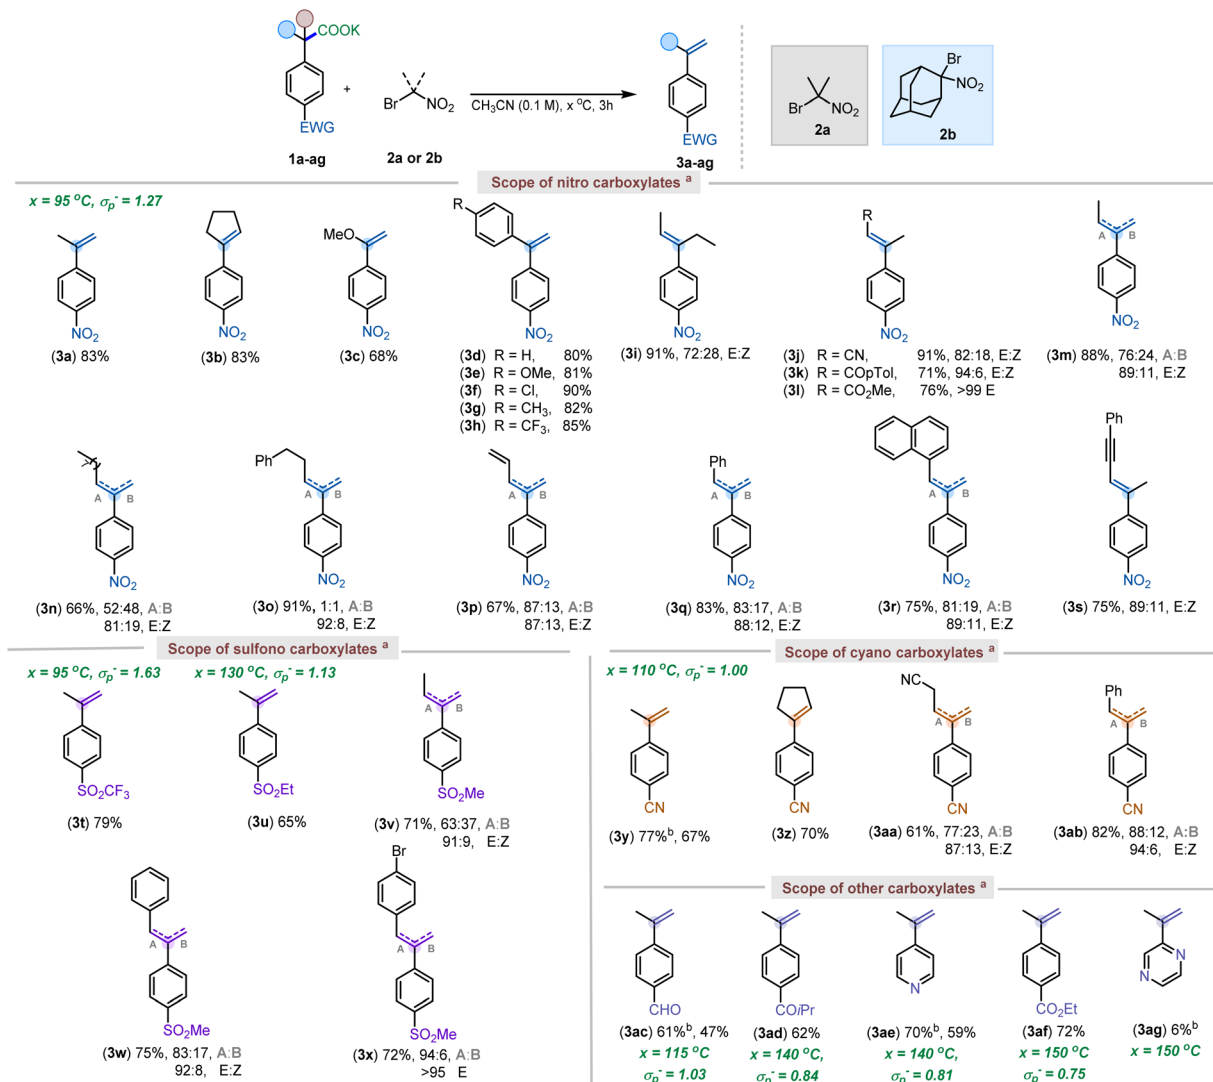 COOK
EWG
1a-ag
+
Br NO2
2a or 2b
CH3CN (0.1 M), x °C, 3h
EWG
3a-ag
Br NO2
2a
Br
NO2
2b
Scope of nitro carboxylates a
x = 95 °C, σp- = 1.27
NO2
(3a) 83%
NO2
(3b) 83%
MeO
NO2
(3c) 68%
R
NO2
(3d) R = H, 80%
(3e) R = OMe, 81%
(3f) R = Cl, 90%
(3g) R = CH3, 82%
(3h) R = CF3, 85%
NO2
(3i) 91%, 72:28, E:Z
R
NO2
(3j) R = CN, 91%, 82:18, E:Z
(3k) R = COpTol, 71%, 94:6, E:Z
(3l) R = CO2Me, 76%, >99 E
A B
NO2
(3m) 88%, 76:24, A:B
89:11, E:Z
A B
NO2
(3n) 66%, 52:48, A:B
81:19, E:Z
Ph
A B
NO2
(3o) 91%, 1:1, A:B
92:8, E:Z
A B
NO2
(3p) 67%, 87:13, A:B
87:13, E:Z
Ph
A B
NO2
(3q) 83%, 83:17, A:B
88:12, E:Z
A B
NO2
(3r) 75%, 81:19, A:B
89:11, E:Z
Ph
NO2
(3s) 75%, 89:11, E:Z
Scope of sulfono carboxylates a
x = 95 °C, σp- = 1.63
x = 130 °C, σp- = 1.13
SO2CF3
(3t) 79%
SO2Et
(3u) 65%
A B
SO2Me
(3v) 71%, 63:37, A:B
91:9, E:Z
A B
SO2Me
(3w) 75%, 83:17, A:B
92:8, E:Z
Br
A B
SO2Me
(3x) 72%, 94:6, A:B
>95 E
Scope of cyano carboxylates a
x = 110 °C, σp- = 1.00
CN
(3y) 77%b, 67%
CN
(3z) 70%
NC
A B
CN
(3aa) 61%, 77:23, A:B
87:13, E:Z
Ph
A B
CN
(3ab) 82%, 88:12, A:B
94:6, E:Z
Scope of other carboxylates a
CHO
(3ac) 61%b, 47%
x = 115 °C
σp- = 1.03
COiPr
(3ad) 62%
x = 140 °C,
σp- = 0.84
N
(3ae) 70%b, 59%
x = 140 °C,
σp- = 0.81
CO2Et
(3af) 72%
x = 150 °C
σp- = 0.75
N
N
(3ag) 6%b
x = 150 °C